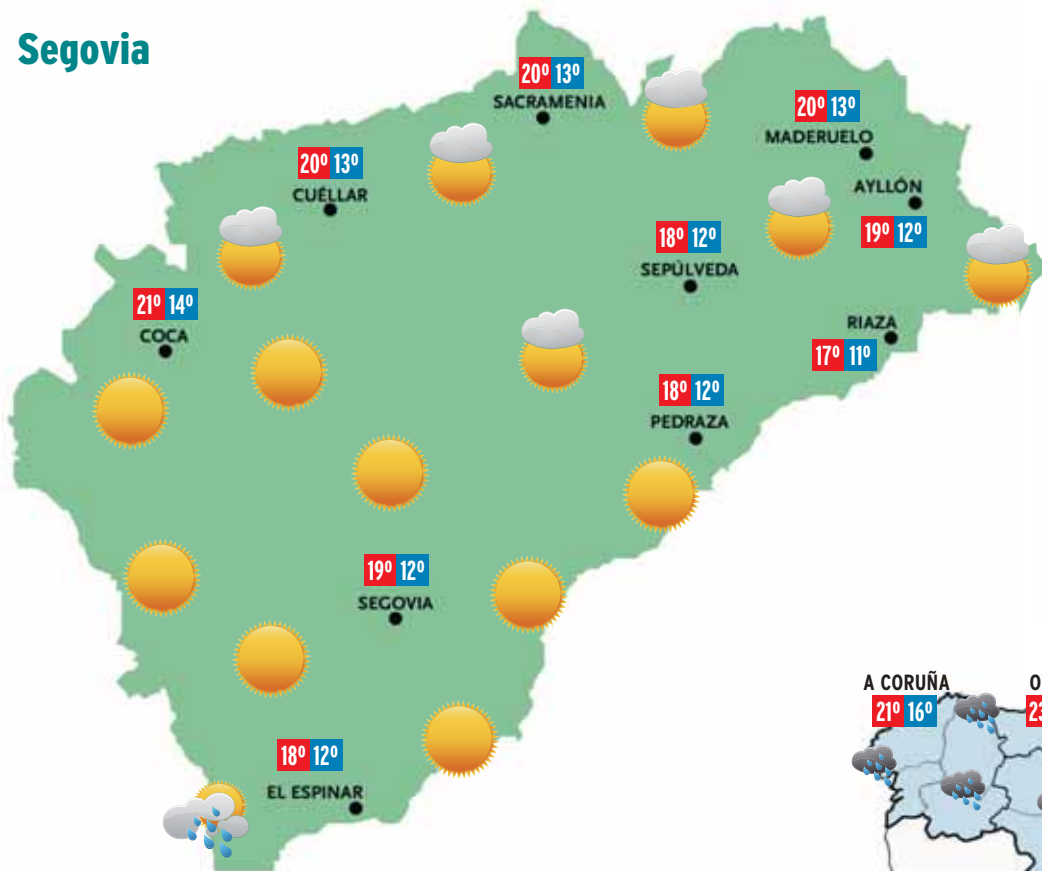 Segovia
20º 13º
SACRAMENIA
20º 13º
MADERUELO
20º 13º
CUÉLLAR
AYLLÓN
19º 12º
18º 12º
SEPÚLVEDA
21º 14º
COCA
RIAZA
17º 11º
18º 12º
PEDRAZA
19º 12º
SEGOVIA
A CORUÑA
21º 16º
18º 12º
EL ESPINAR